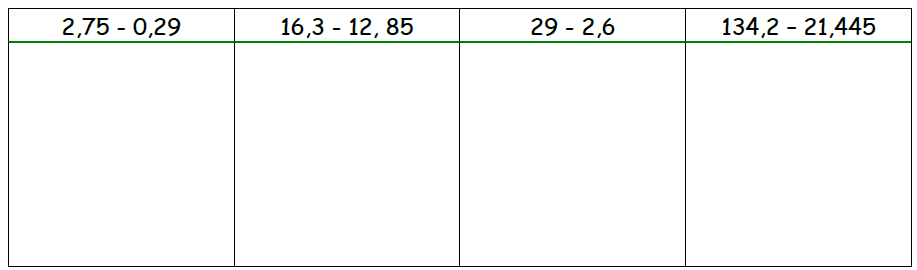 2,75 - 0,29
16,3 - 12, 85
29 - 2,6
134,2 – 21,445